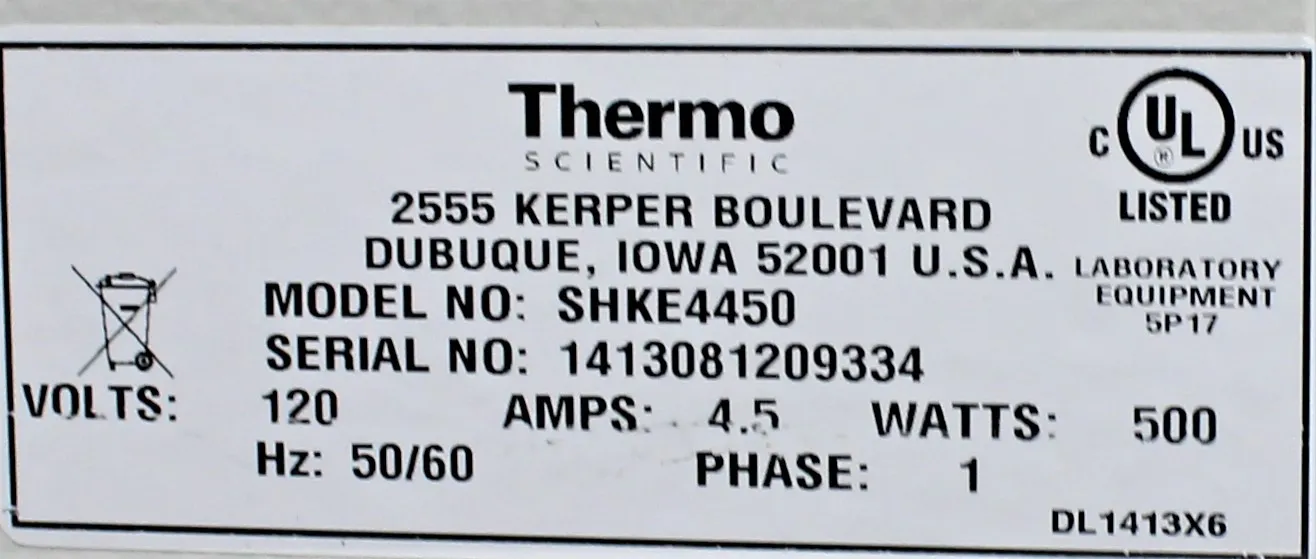 Thermo
SCIENTIFIC
C UL ® US
LISTED
2555 KERPER BOULEVARD
DUBUQUE, IOWA 52001 U.S.A.
LABORATORY
EQUIPMENT
5P17
MODEL NO: SHKE4450
SERIAL NO: 1413081209334
VOLTS: 120 AMPS: 4.5 WATTS: 500
Hz: 50/60 PHASE: 1
DL1413X6